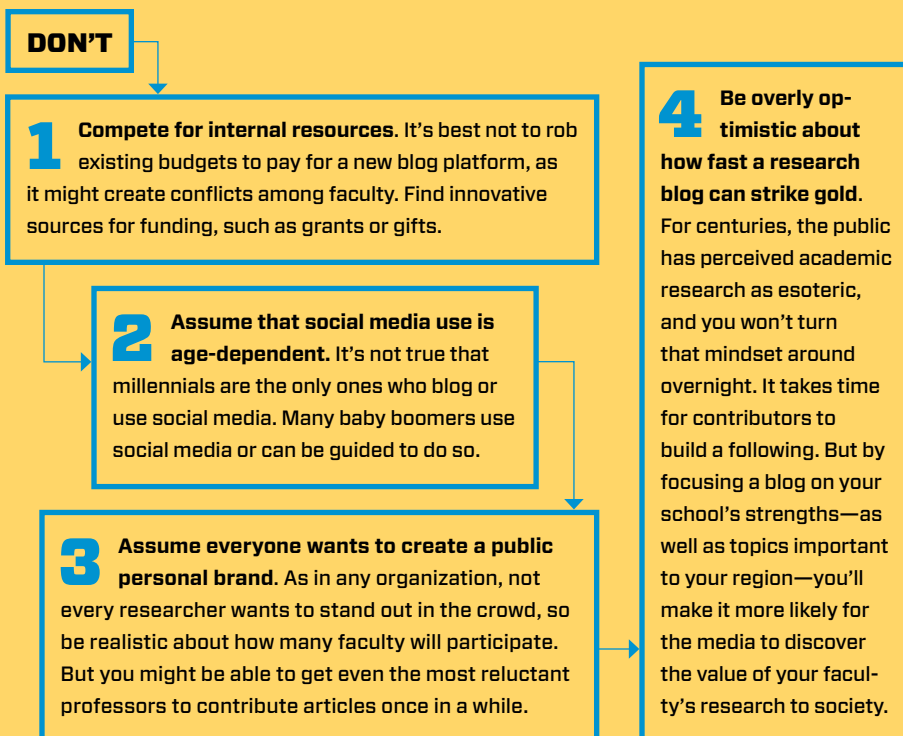 DON'T
1 Compete for internal resources. It's best not to rob
existing budgets to pay for a new blog platform, as
it might create conflicts among faculty. Find innovative
sources for funding, such as grants or gifts.
2 Assume that social media use is
age-dependent. It's not true that
millennials are the only ones who blog or
use social media. Many baby boomers use
social media or can be guided to do so.
3 Assume everyone wants to create a public
personal brand. As in any organization, not
every researcher wants to stand out in the crowd, so
be realistic about how many faculty will participate.
But you might be able to get even the most reluctant
professors to contribute articles once in a while.
4 Be overly op-
timistic about
how fast a research
blog can strike gold.
For centuries, the public
has perceived academic
research as esoteric,
and you won't turn
that mindset around
overnight. It takes time
for contributors to
build a following. But by
focusing a blog on your
school's strengths—as
well as topics important
to your region—you'll
make it more likely for
the media to discover
the value of your facul-
ty's research to society.